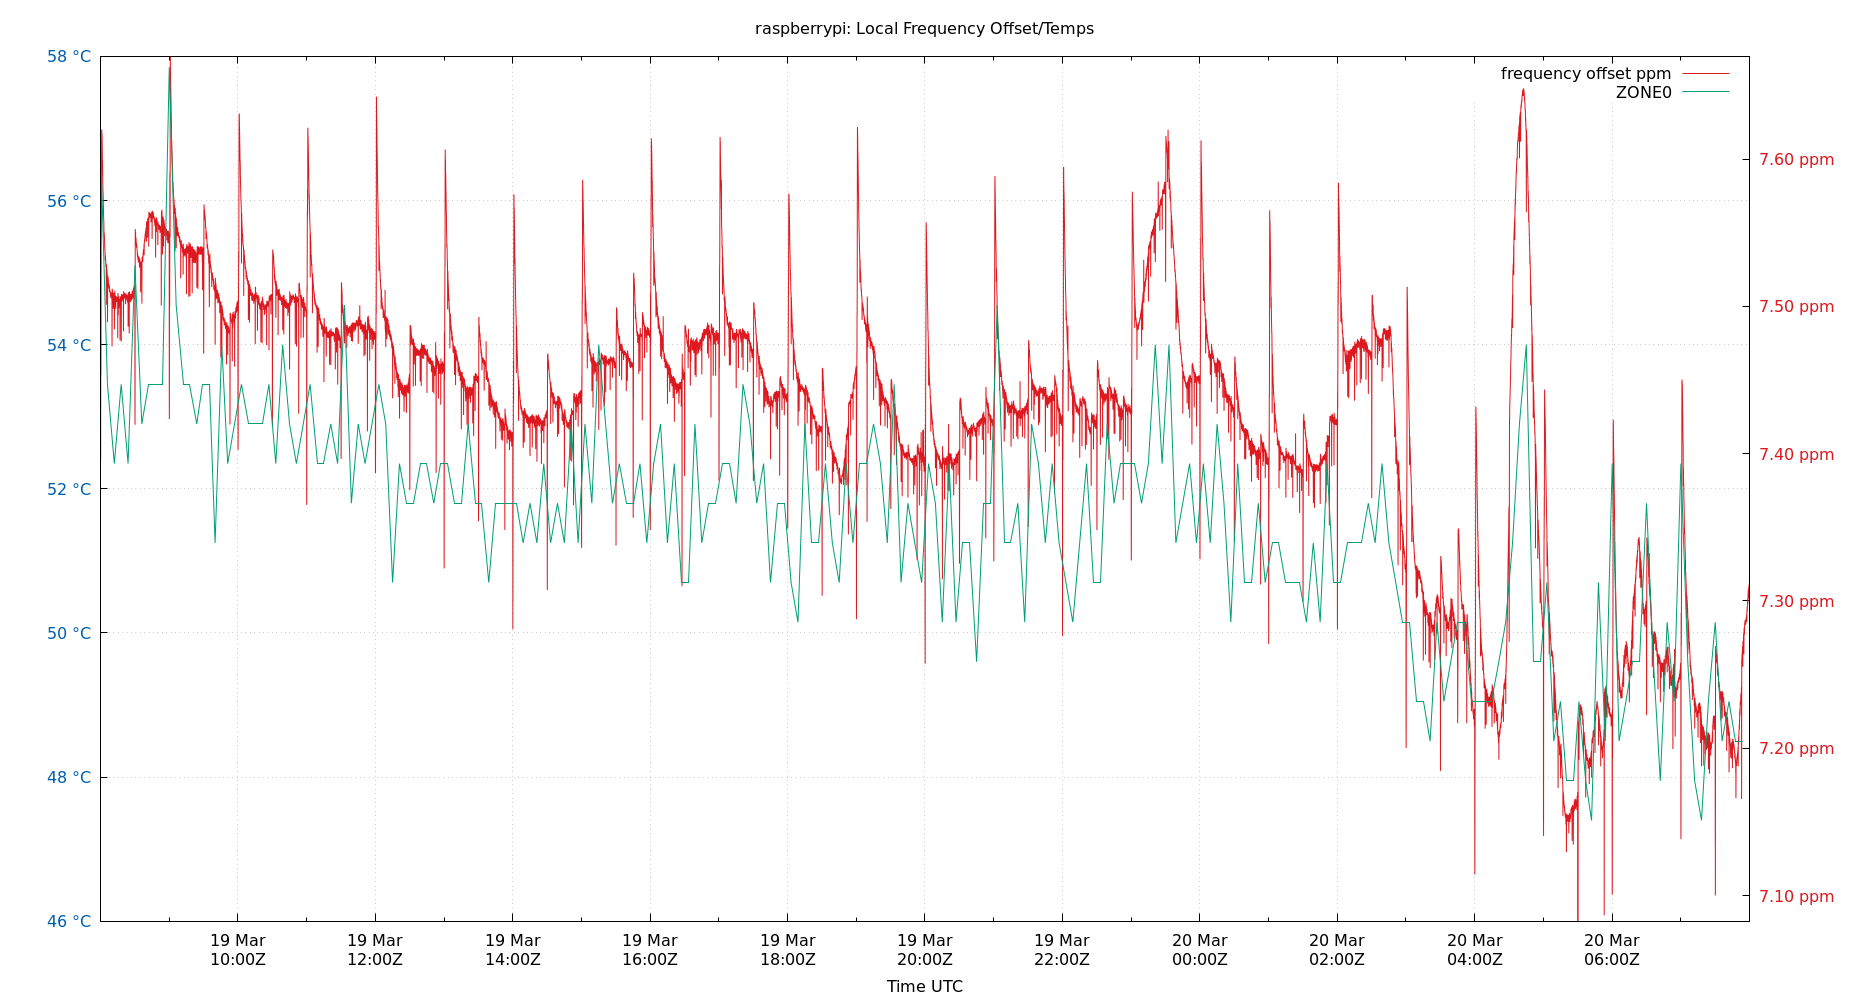 raspberrypi: Local Frequency Offset/Temps
frequency offset ppm
ZONE0
58 °C
56 °C
54 °C
52 °C
50 °C
48 °C
46 °C
7.60 ppm
7.50 ppm
7.40 ppm
7.30 ppm
7.20 ppm
7.10 ppm
19 Mar
10:00Z
19 Mar
12:00Z
19 Mar
14:00Z
19 Mar
16:00Z
19 Mar
18:00Z
19 Mar
20:00Z
19 Mar
22:00Z
20 Mar
00:00Z
20 Mar
02:00Z
20 Mar
04:00Z
20 Mar
06:00Z
Time UTC